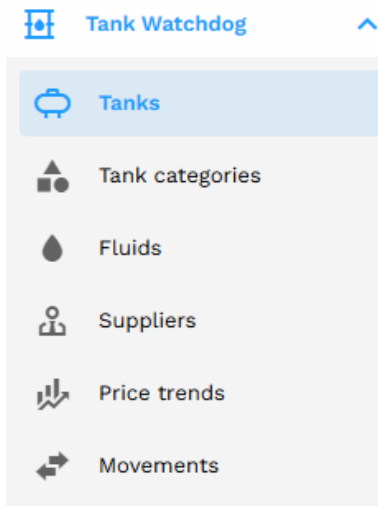 Tank Watchdog
Tanks
Tank categories
Fluids
Suppliers
Price trends
Movements